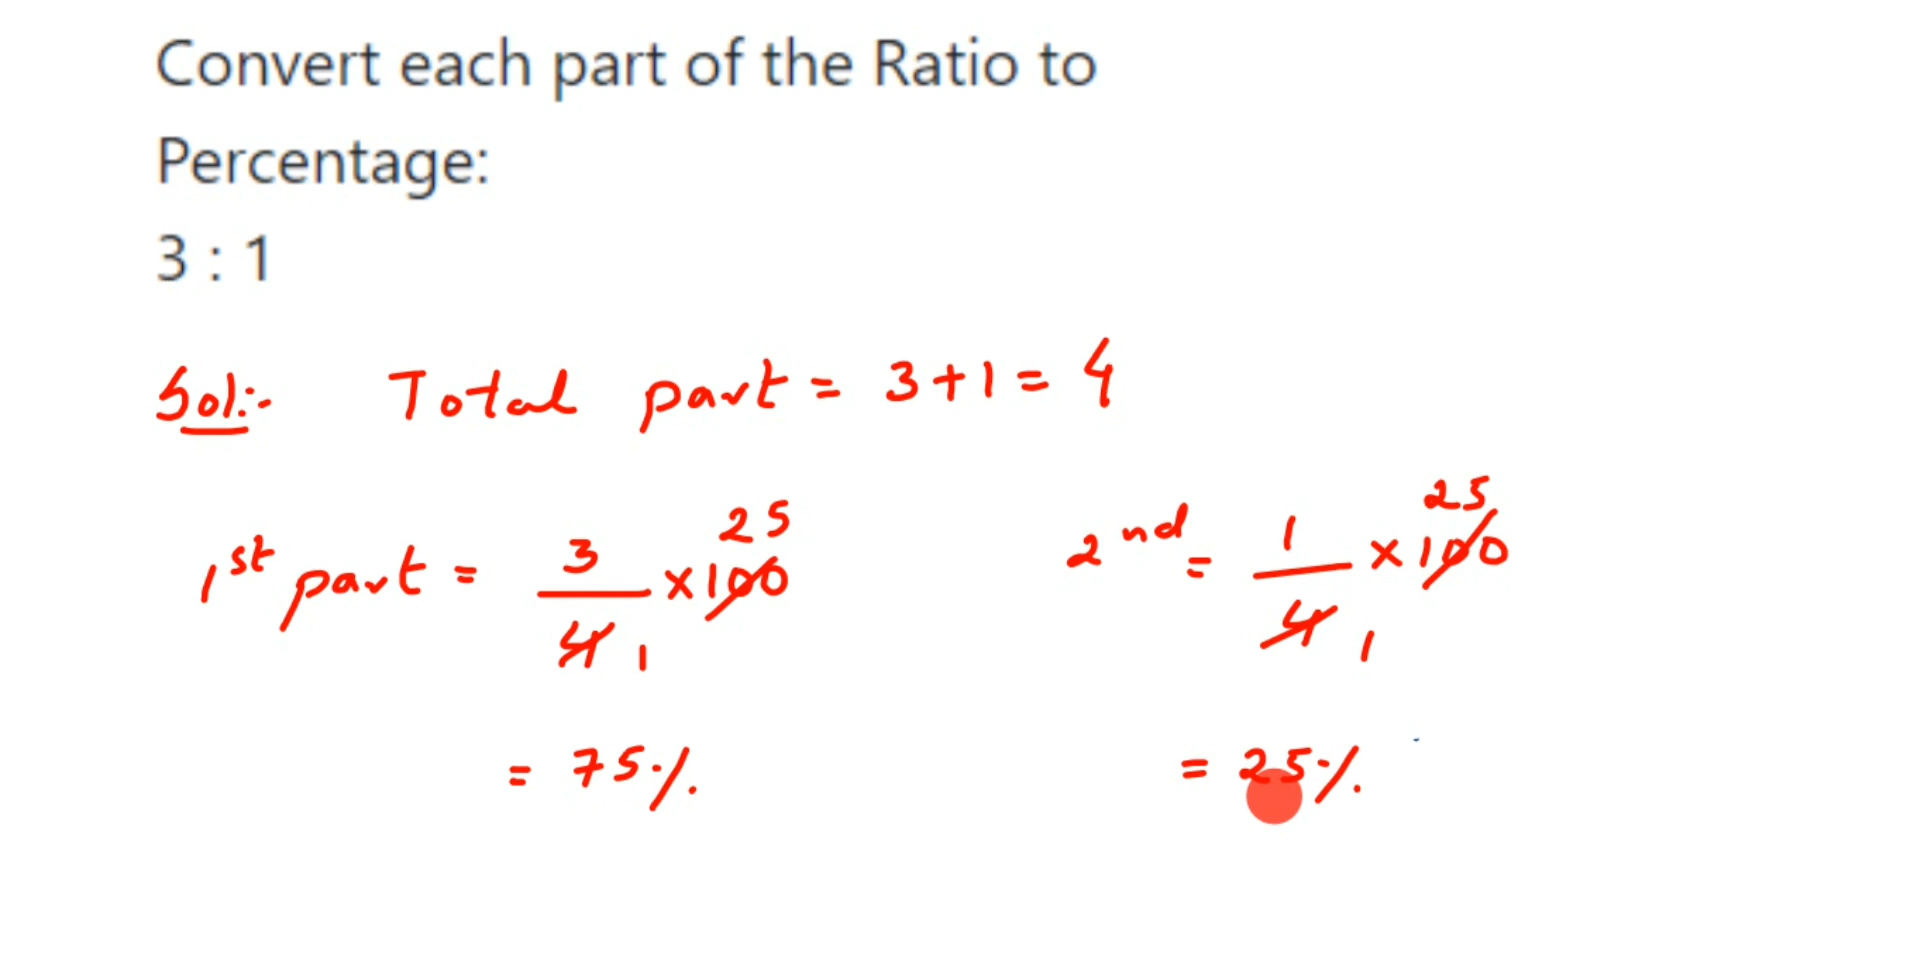 Convert each part of the Ratio to
Percentage:
3 : 1
Sol:- Total part = 3+1 = 4
1st part = 3/4 1 ×100 25
2nd = 1/4 1 ×100 25
= 75%
= 25%